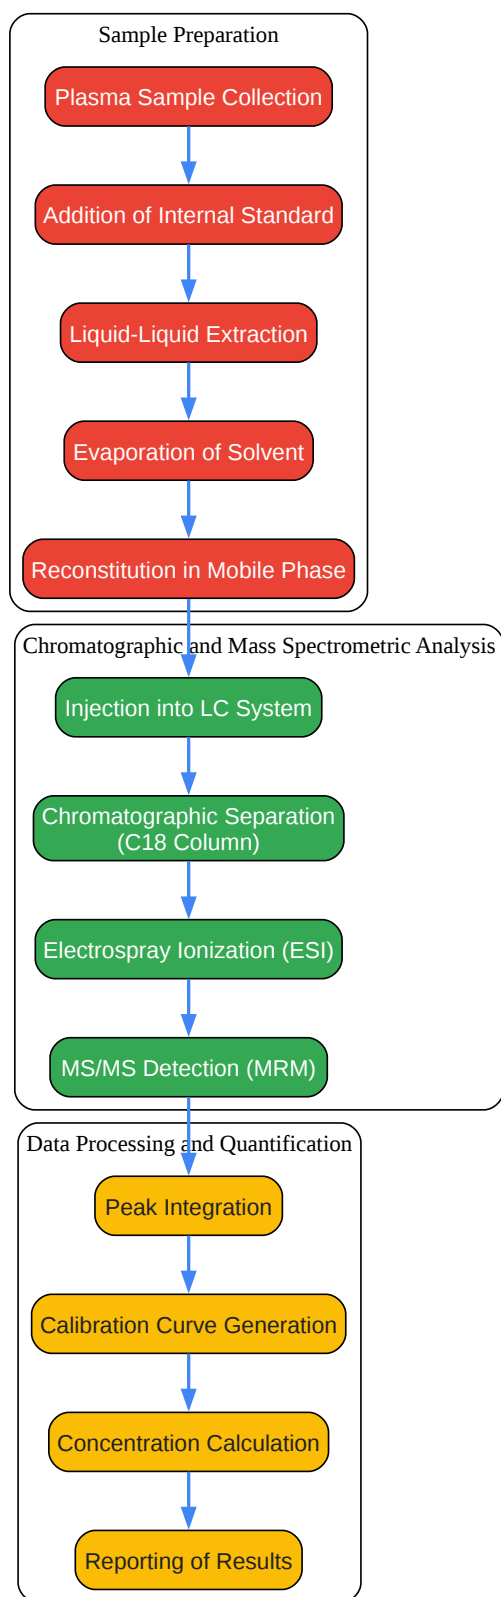 Sample Preparation
Plasma Sample Collection
Addition of Internal Standard
Liquid-Liquid Extraction
Evaporation of Solvent
Reconstitution in Mobile Phase
Chromatographic and Mass Spectrometric Analysis
Injection into LC System
Chromatographic Separation
(C18 Column)
Electrospray Ionization (ESI)
MS/MS Detection (MRM)
Data Processing and Quantification
Peak Integration
Calibration Curve Generation
Concentration Calculation
Reporting of Results